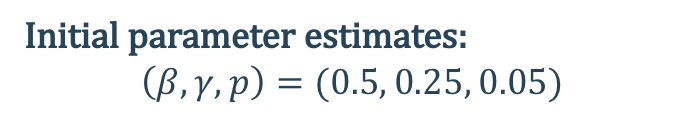 Initial parameter estimates:
(β, γ, p) = (0.5, 0.25, 0.05)